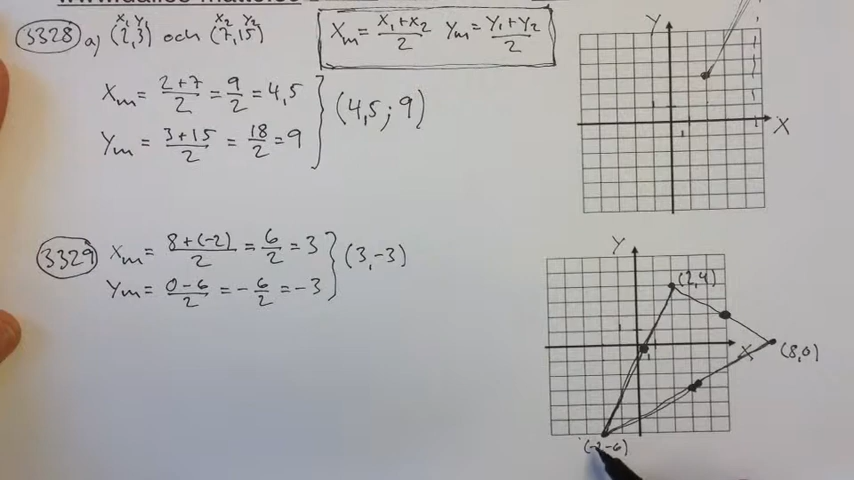 x₁ y₁ x₂ y₂
3328 a) (2,3) och (7,15)
Xm = X₁+X₂/2 Ym = Y₁+Y₂/2
Xm = 2+7/2 = 9/2 = 4,5
Ym = 3+15/2 = 18/2 = 9
(4,5 ; 9)
Y
X
3329 Xm = 8+(-2)/2 = 6/2 = 3
Ym = 0-6/2 = -6/2 = -3
(3,-3)
Y
(2,4)
X
(8,0)